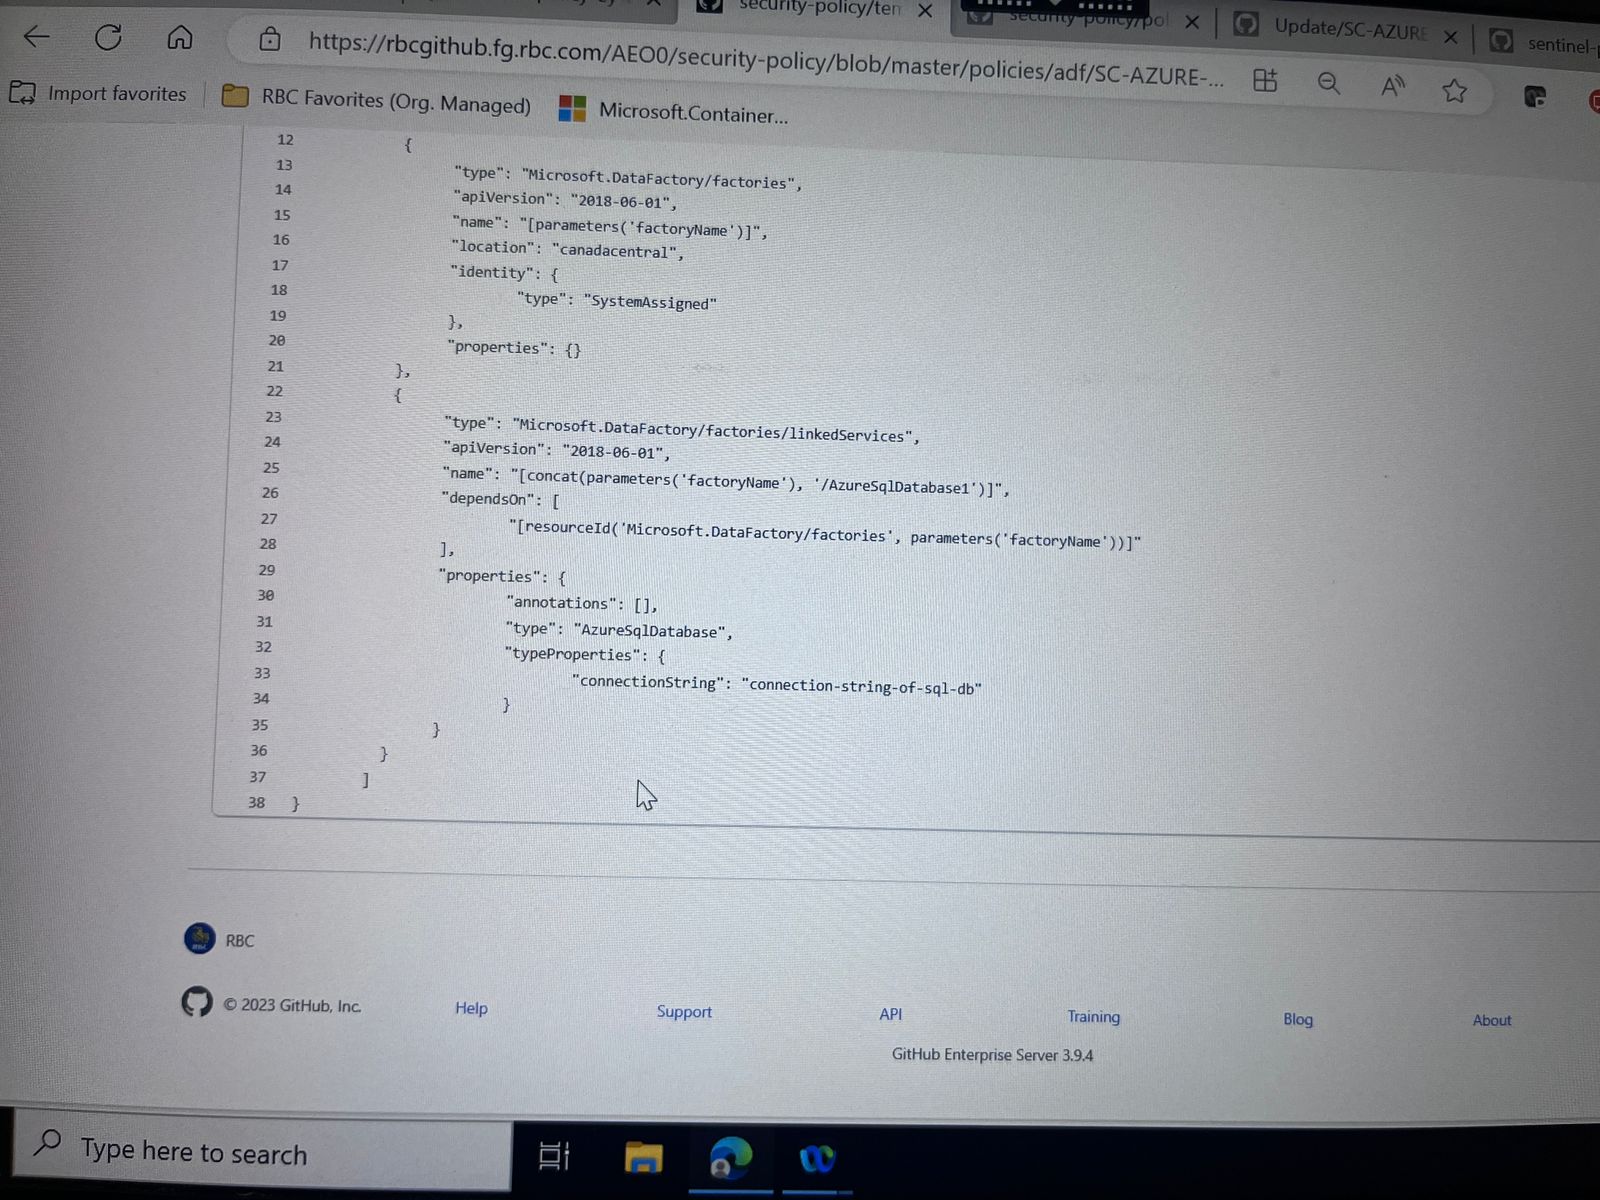 security-policy/ten
security-policy/pol
Update/SC-AZURE
sentinel-
https://rbcgithub.fg.rbc.com/AEO0/security-policy/blob/master/policies/adf/SC-AZURE-...
Import favorites
RBC Favorites (Org. Managed)
Microsoft.Container...
12 {
13 "type": "Microsoft.DataFactory/factories",
14 "apiVersion": "2018-06-01",
15 "name": "[parameters('factoryName')]",
16 "location": "canadacentral",
17 "identity": {
18 "type": "SystemAssigned"
19 },
20 "properties": {}
21 },
22 {
23 "type": "Microsoft.DataFactory/factories/linkedServices",
24 "apiVersion": "2018-06-01",
25 "name": "[concat(parameters('factoryName'), '/AzureSqlDatabase1')]",
26 "dependsOn": [
27 "[resourceId('Microsoft.DataFactory/factories', parameters('factoryName'))]"
28 ],
29 "properties": {
30 "annotations": [],
31 "type": "AzureSqlDatabase",
32 "typeProperties": {
33 "connectionString": "connection-string-of-sql-db"
34 }
35 }
36 }
37 ]
38 }
RBC
© 2023 GitHub, Inc.
Help
Support
API
Training
Blog
About
GitHub Enterprise Server 3.9.4
Type here to search